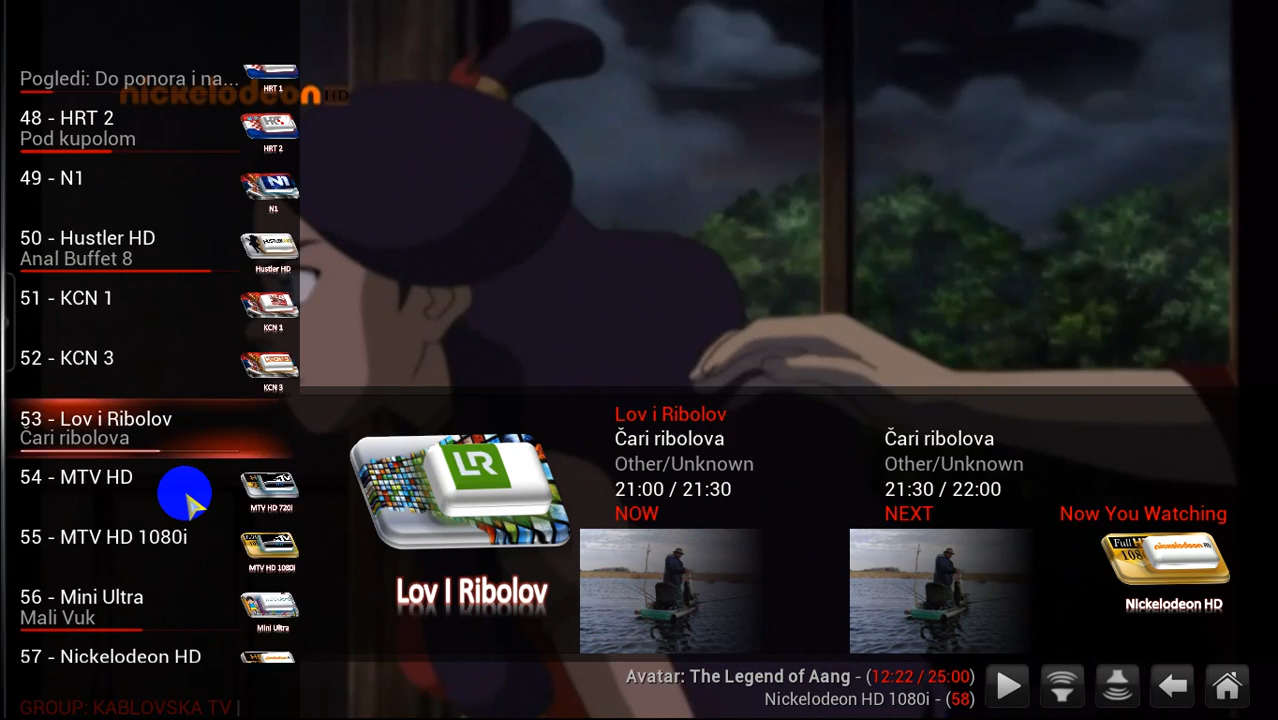 Pogledi: Do ponora i na...
HRT 1
nickelodeon HD
48 - HRT 2
Pod kupolom
HRT 2
49 - N1
N1
N1
50 - Hustler HD
Anal Buffet 8
Hustler HD
51 - KCN 1
KCN 1
52 - KCN 3
KCN 3
53 - Lov i Ribolov
Čari ribolova
54 - MTV HD
MTV HD 720i
55 - MTV HD 1080i
MTV HD 1080i
56 - Mini Ultra
Mali Vuk
Mini Ultra
57 - Nickelodeon HD
GROUP: KABLOVSKA TV |
LR
Lov I Ribolov
Lov i Ribolov
Čari ribolova
Other/Unknown
21:00 / 21:30
NOW
Čari ribolova
Other/Unknown
21:30 / 22:00
NEXT
Now You Watching
nickelodeon HD
Nickelodeon HD
Avatar: The Legend of Aang - (12:22 / 25:00)
Nickelodeon HD 1080i - (58)